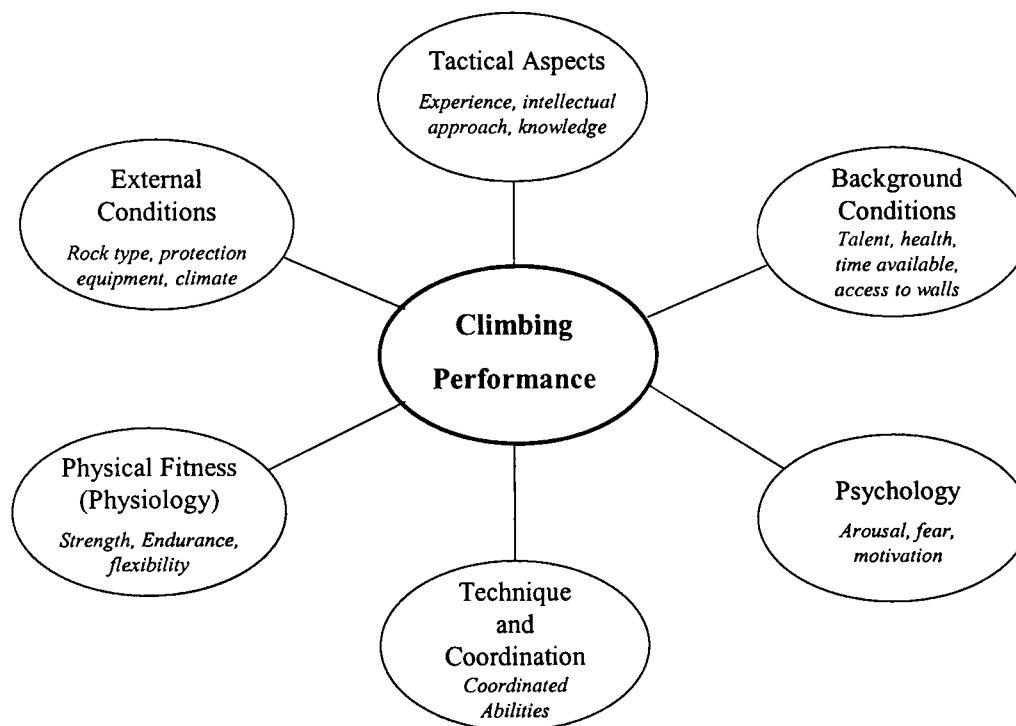 Tactical Aspects
Experience, intellectual
approach, knowledge
External
Conditions
Rock type, protection
equipment, climate
Background
Conditions
Talent, health,
time available,
access to walls
Climbing
Performance
Physical Fitness
(Physiology)
Strength, Endurance,
flexibility
Psychology
Arousal, fear,
motivation
Technique
and
Coordination
Coordinated
Abilities